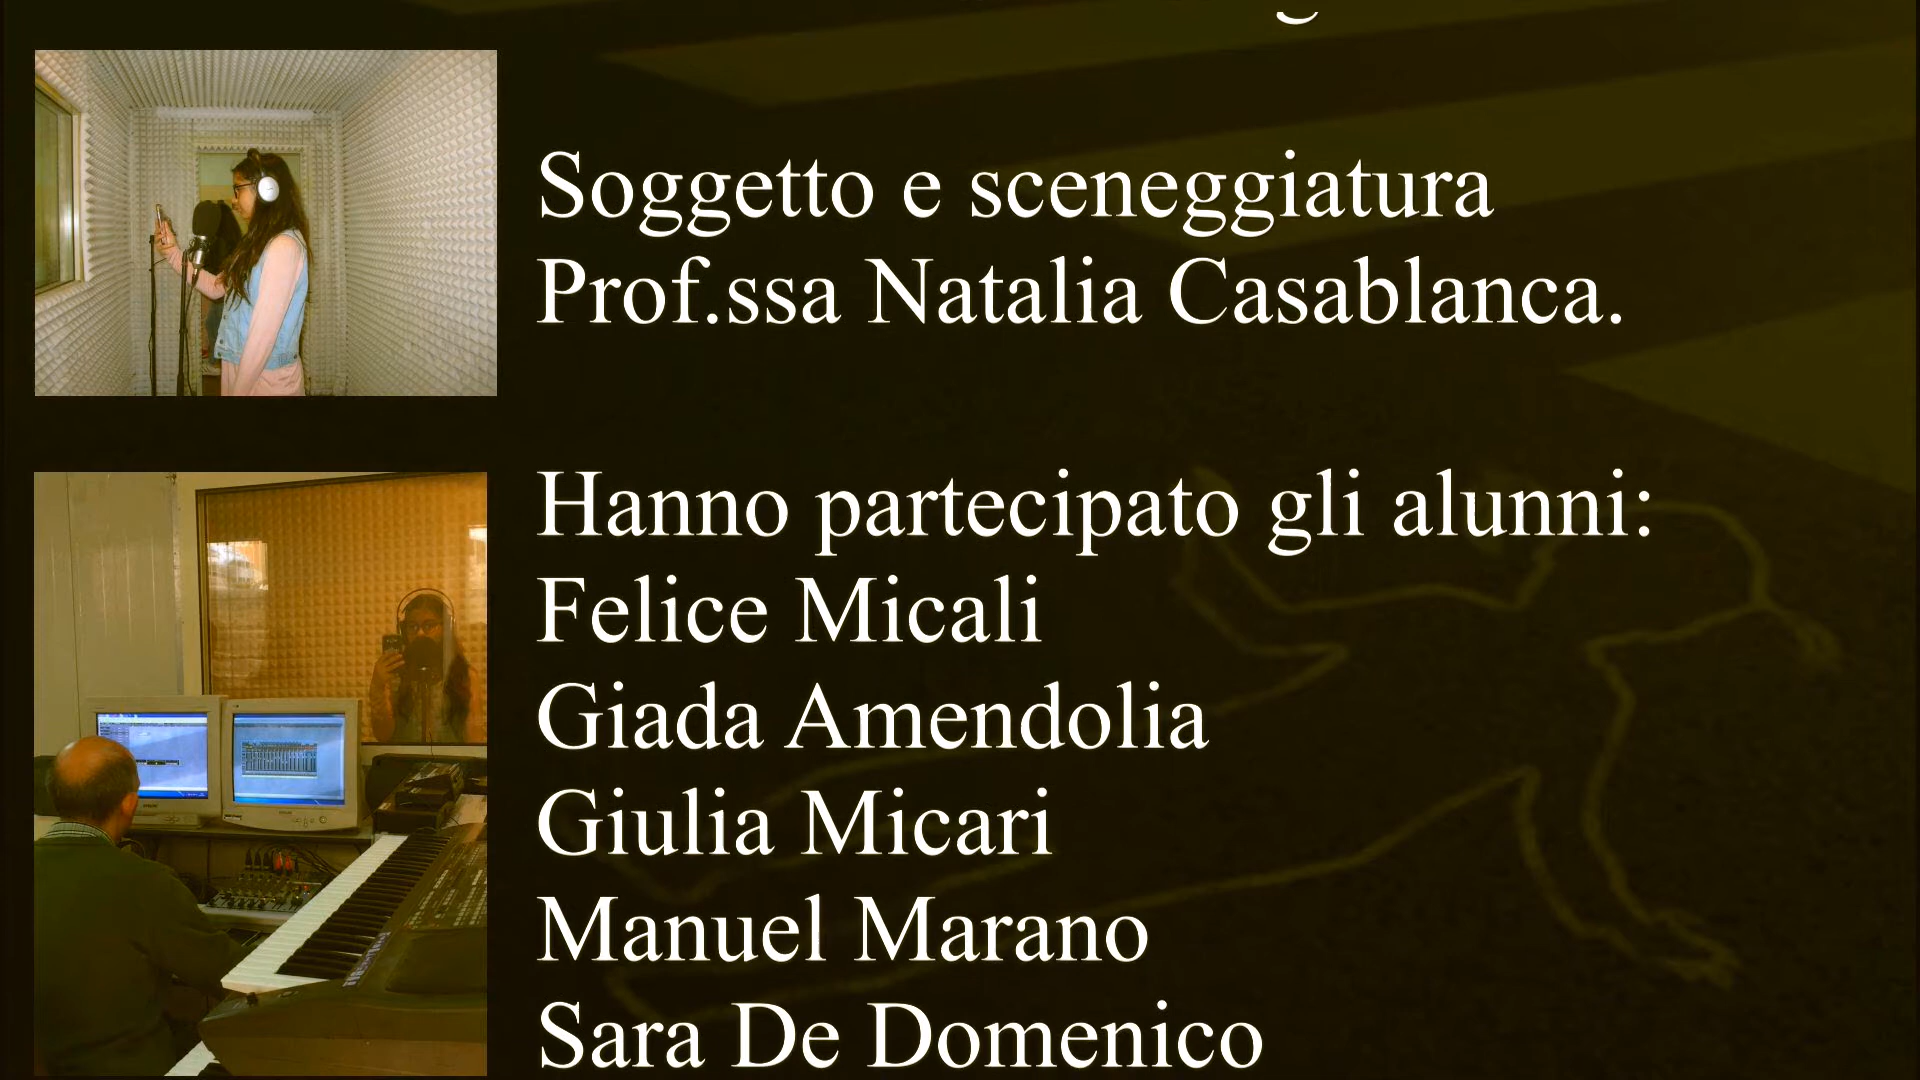 Soggetto e sceneggiatura
Prof.ssa Natalia Casablanca.
Hanno partecipato gli alunni:
Felice Micali
Giada Amendolia
Giulia Micari
Manuel Marano
Sara De Domenico